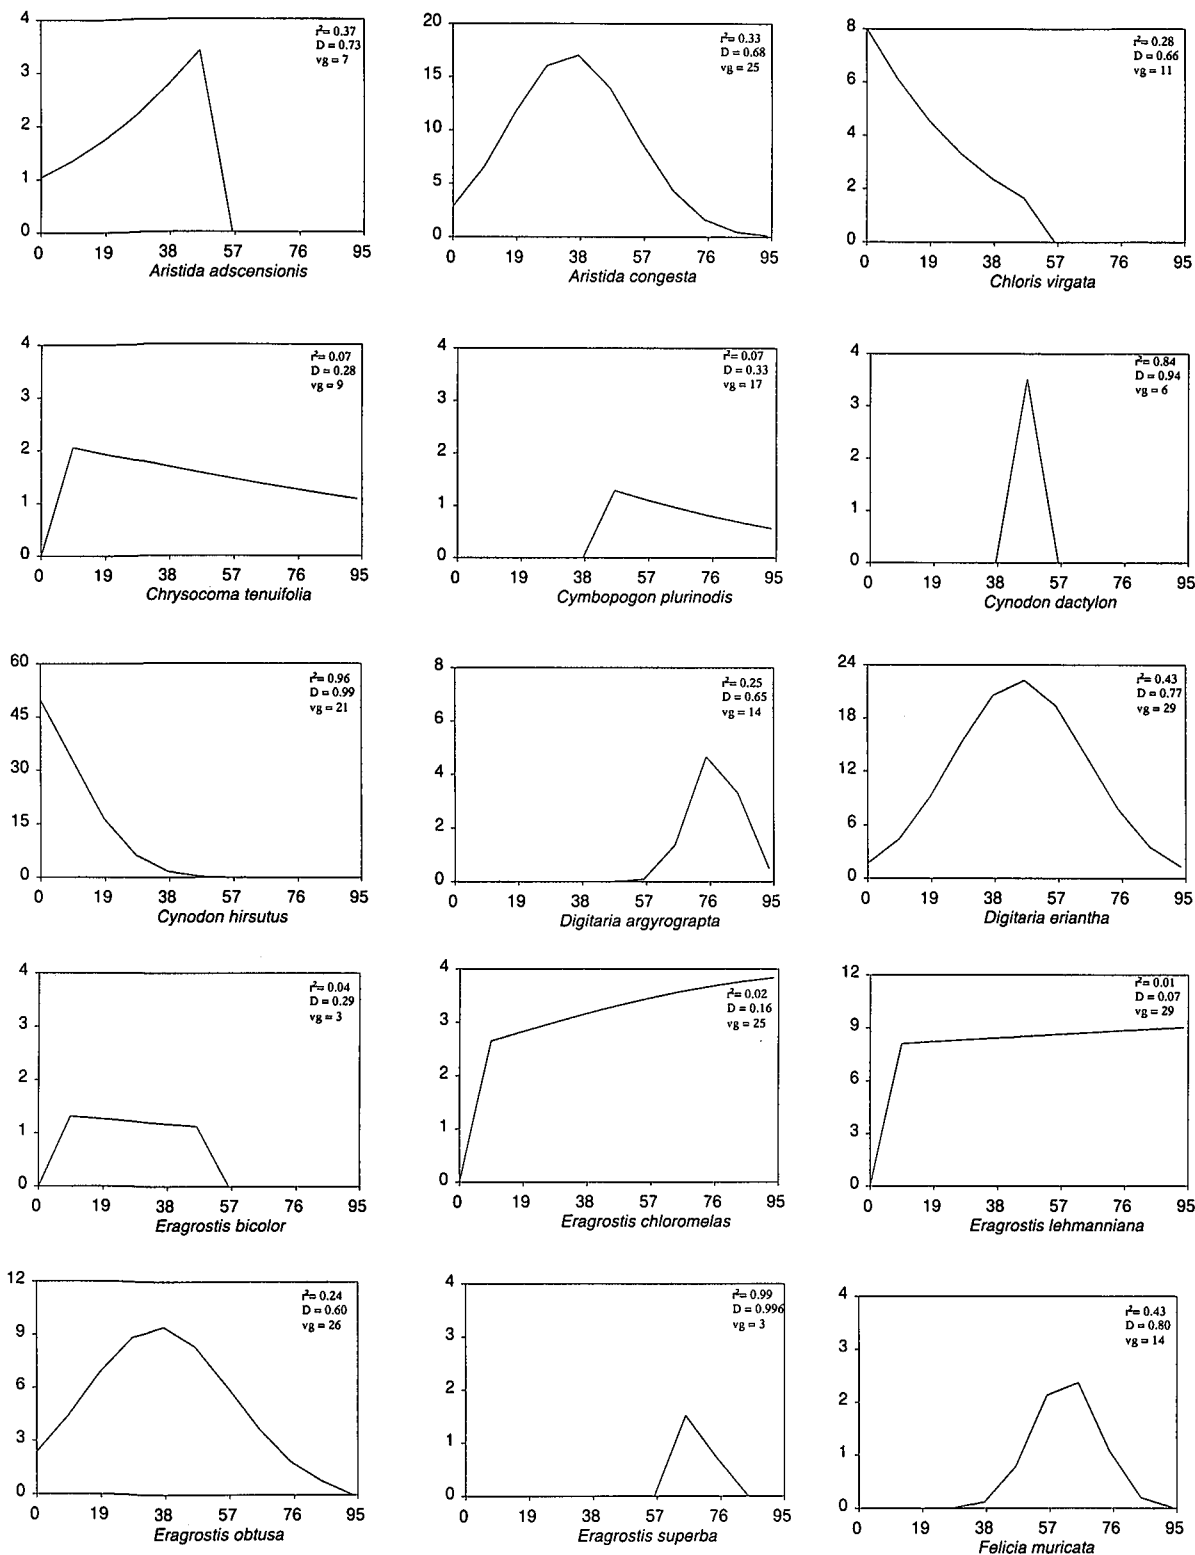 4
3
2
1
0
r²= 0.37
D = 0.73
vg = 7
0 19 38 57 76 95
Aristida adscensionis
20
15
10
5
0
r²= 0.33
D = 0.68
vg = 25
0 19 38 57 76 95
Aristida congesta
8
6
4
2
0
r²= 0.28
D = 0.66
vg = 11
0 19 38 57 76 95
Chloris virgata
4
3
2
1
0
r²= 0.07
D = 0.28
vg = 9
0 19 38 57 76 95
Chrysocoma tenuifolia
4
3
2
1
0
r²= 0.07
D = 0.33
vg = 17
0 19 38 57 76 95
Cymbopogon plurinodis
4
3
2
1
0
r²= 0.84
D = 0.94
vg = 6
0 19 38 57 76 95
Cynodon dactylon
60
45
30
15
0
r²= 0.96
D = 0.99
vg = 21
0 19 38 57 76 95
Cynodon hirsutus
8
6
4
2
0
r²= 0.25
D = 0.65
vg = 14
0 19 38 57 76 95
Digitaria argyrograpta
24
18
12
6
0
r²= 0.43
D = 0.77
vg = 29
0 19 38 57 76 95
Digitaria eriantha
4
3
2
1
0
r²= 0.04
D = 0.29
vg = 3
0 19 38 57 76 95
Eragrostis bicolor
4
3
2
1
0
r²= 0.02
D = 0.16
vg = 25
0 19 38 57 76 95
Eragrostis chloromelas
12
9
6
3
0
r²= 0.01
D = 0.07
vg = 29
0 19 38 57 76 95
Eragrostis lehmanniana
12
9
6
3
0
r²= 0.24
D = 0.60
vg = 26
0 19 38 57 76 95
Eragrostis obtusa
4
3
2
1
0
r²= 0.99
D = 0.996
vg = 3
0 19 38 57 76 95
Eragrostis superba
4
3
2
1
0
r²= 0.43
D = 0.80
vg = 14
0 19 38 57 76 95
Felicia muricata